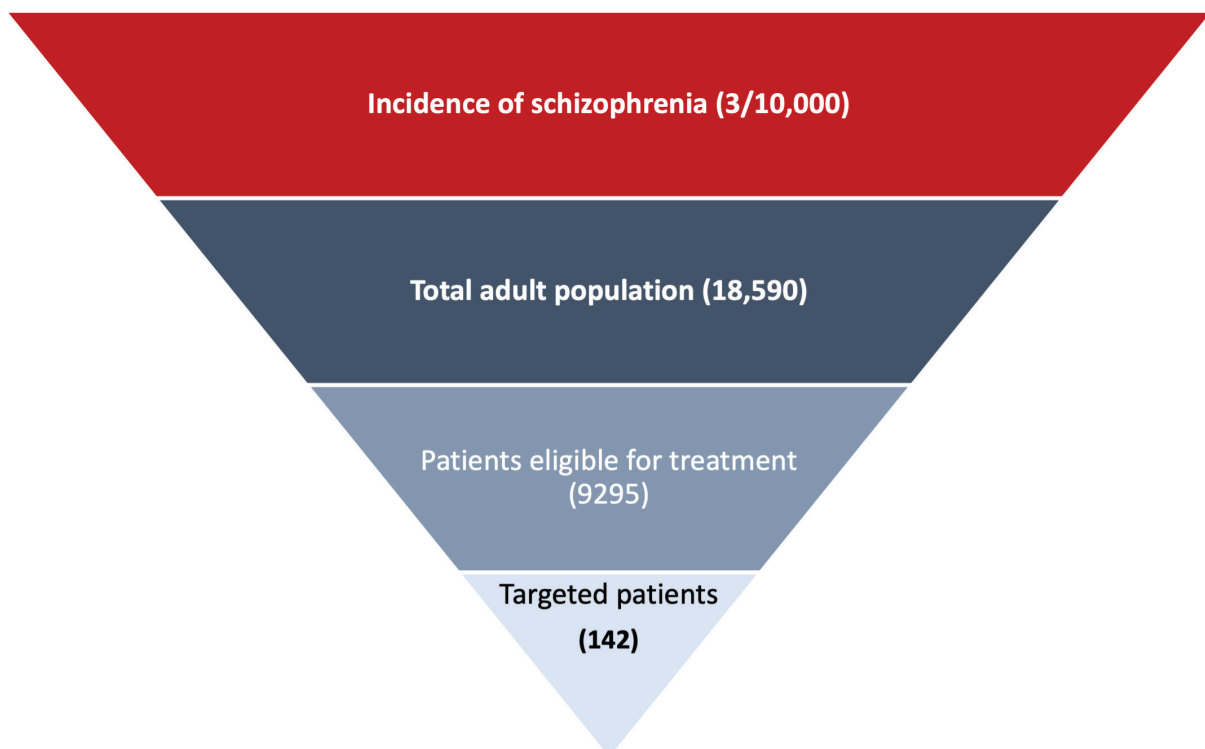 Incidence of schizophrenia (3/10,000)
Total adult population (18,590)
Patients eligible for treatment
(9295)
Targeted patients
(142)